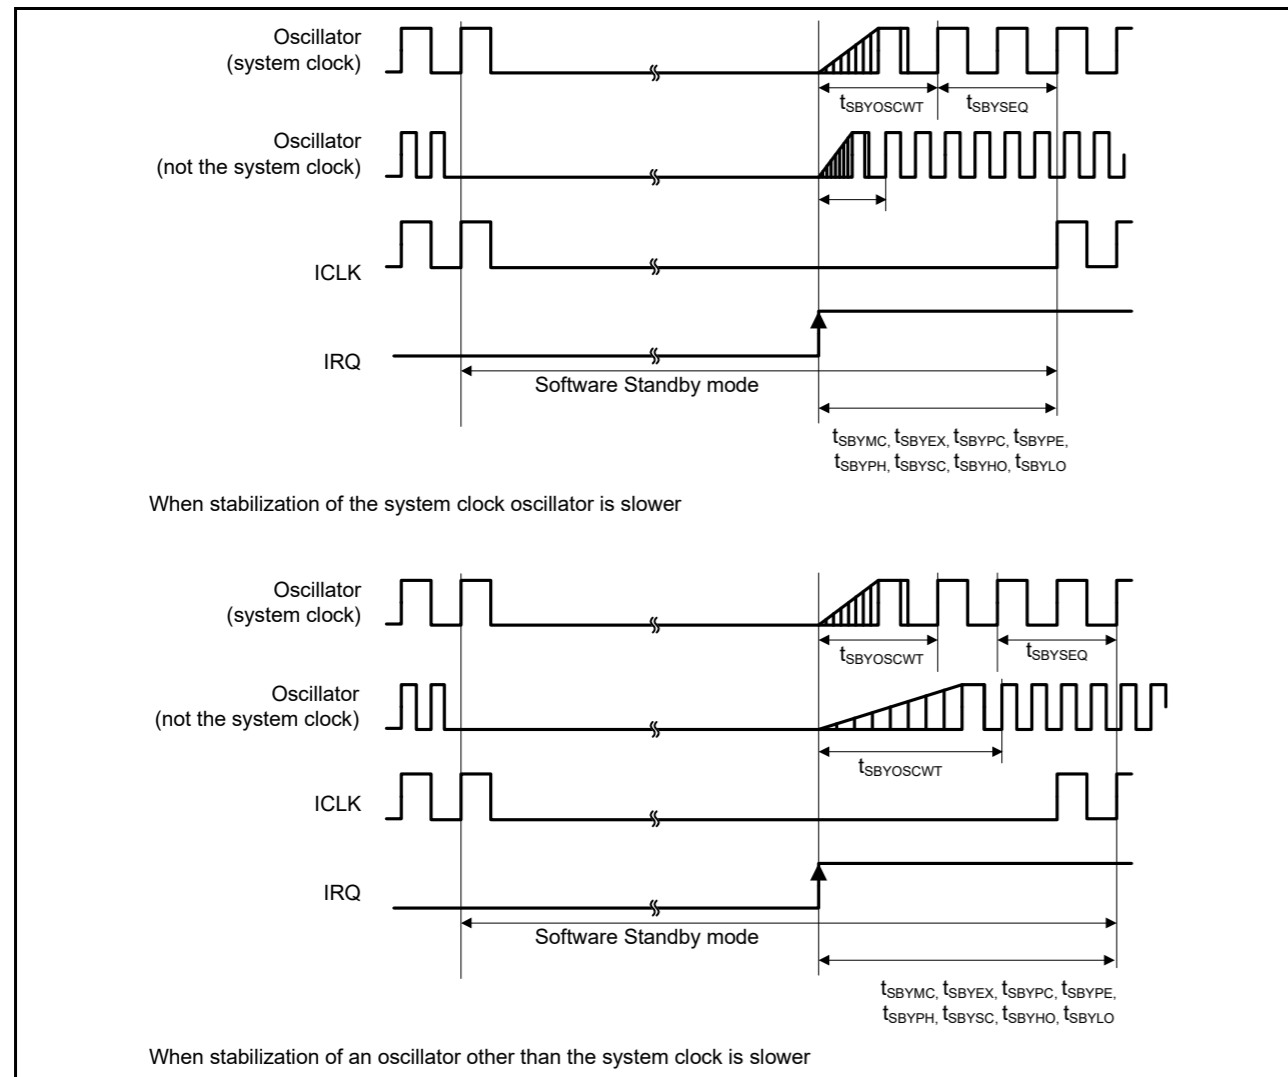 Oscillator
(system clock)
tSBYOSCWT
tSBYSEQ
Oscillator
(not the system clock)
ICLK
IRQ
Software Standby mode
tSBYMC, tSBYEX, tSBYPC, tSBYPE,
tSBYPH, tSBYSC, tSBYHO, tSBYLO
When stabilization of the system clock oscillator is slower
Oscillator
(system clock)
tSBYOSCWT
tSBYSEQ
Oscillator
(not the system clock)
tSBYOSCWT
ICLK
IRQ
Software Standby mode
tSBYMC, tSBYEX, tSBYPC, tSBYPE,
tSBYPH, tSBYSC, tSBYHO, tSBYLO
When stabilization of an oscillator other than the system clock is slower